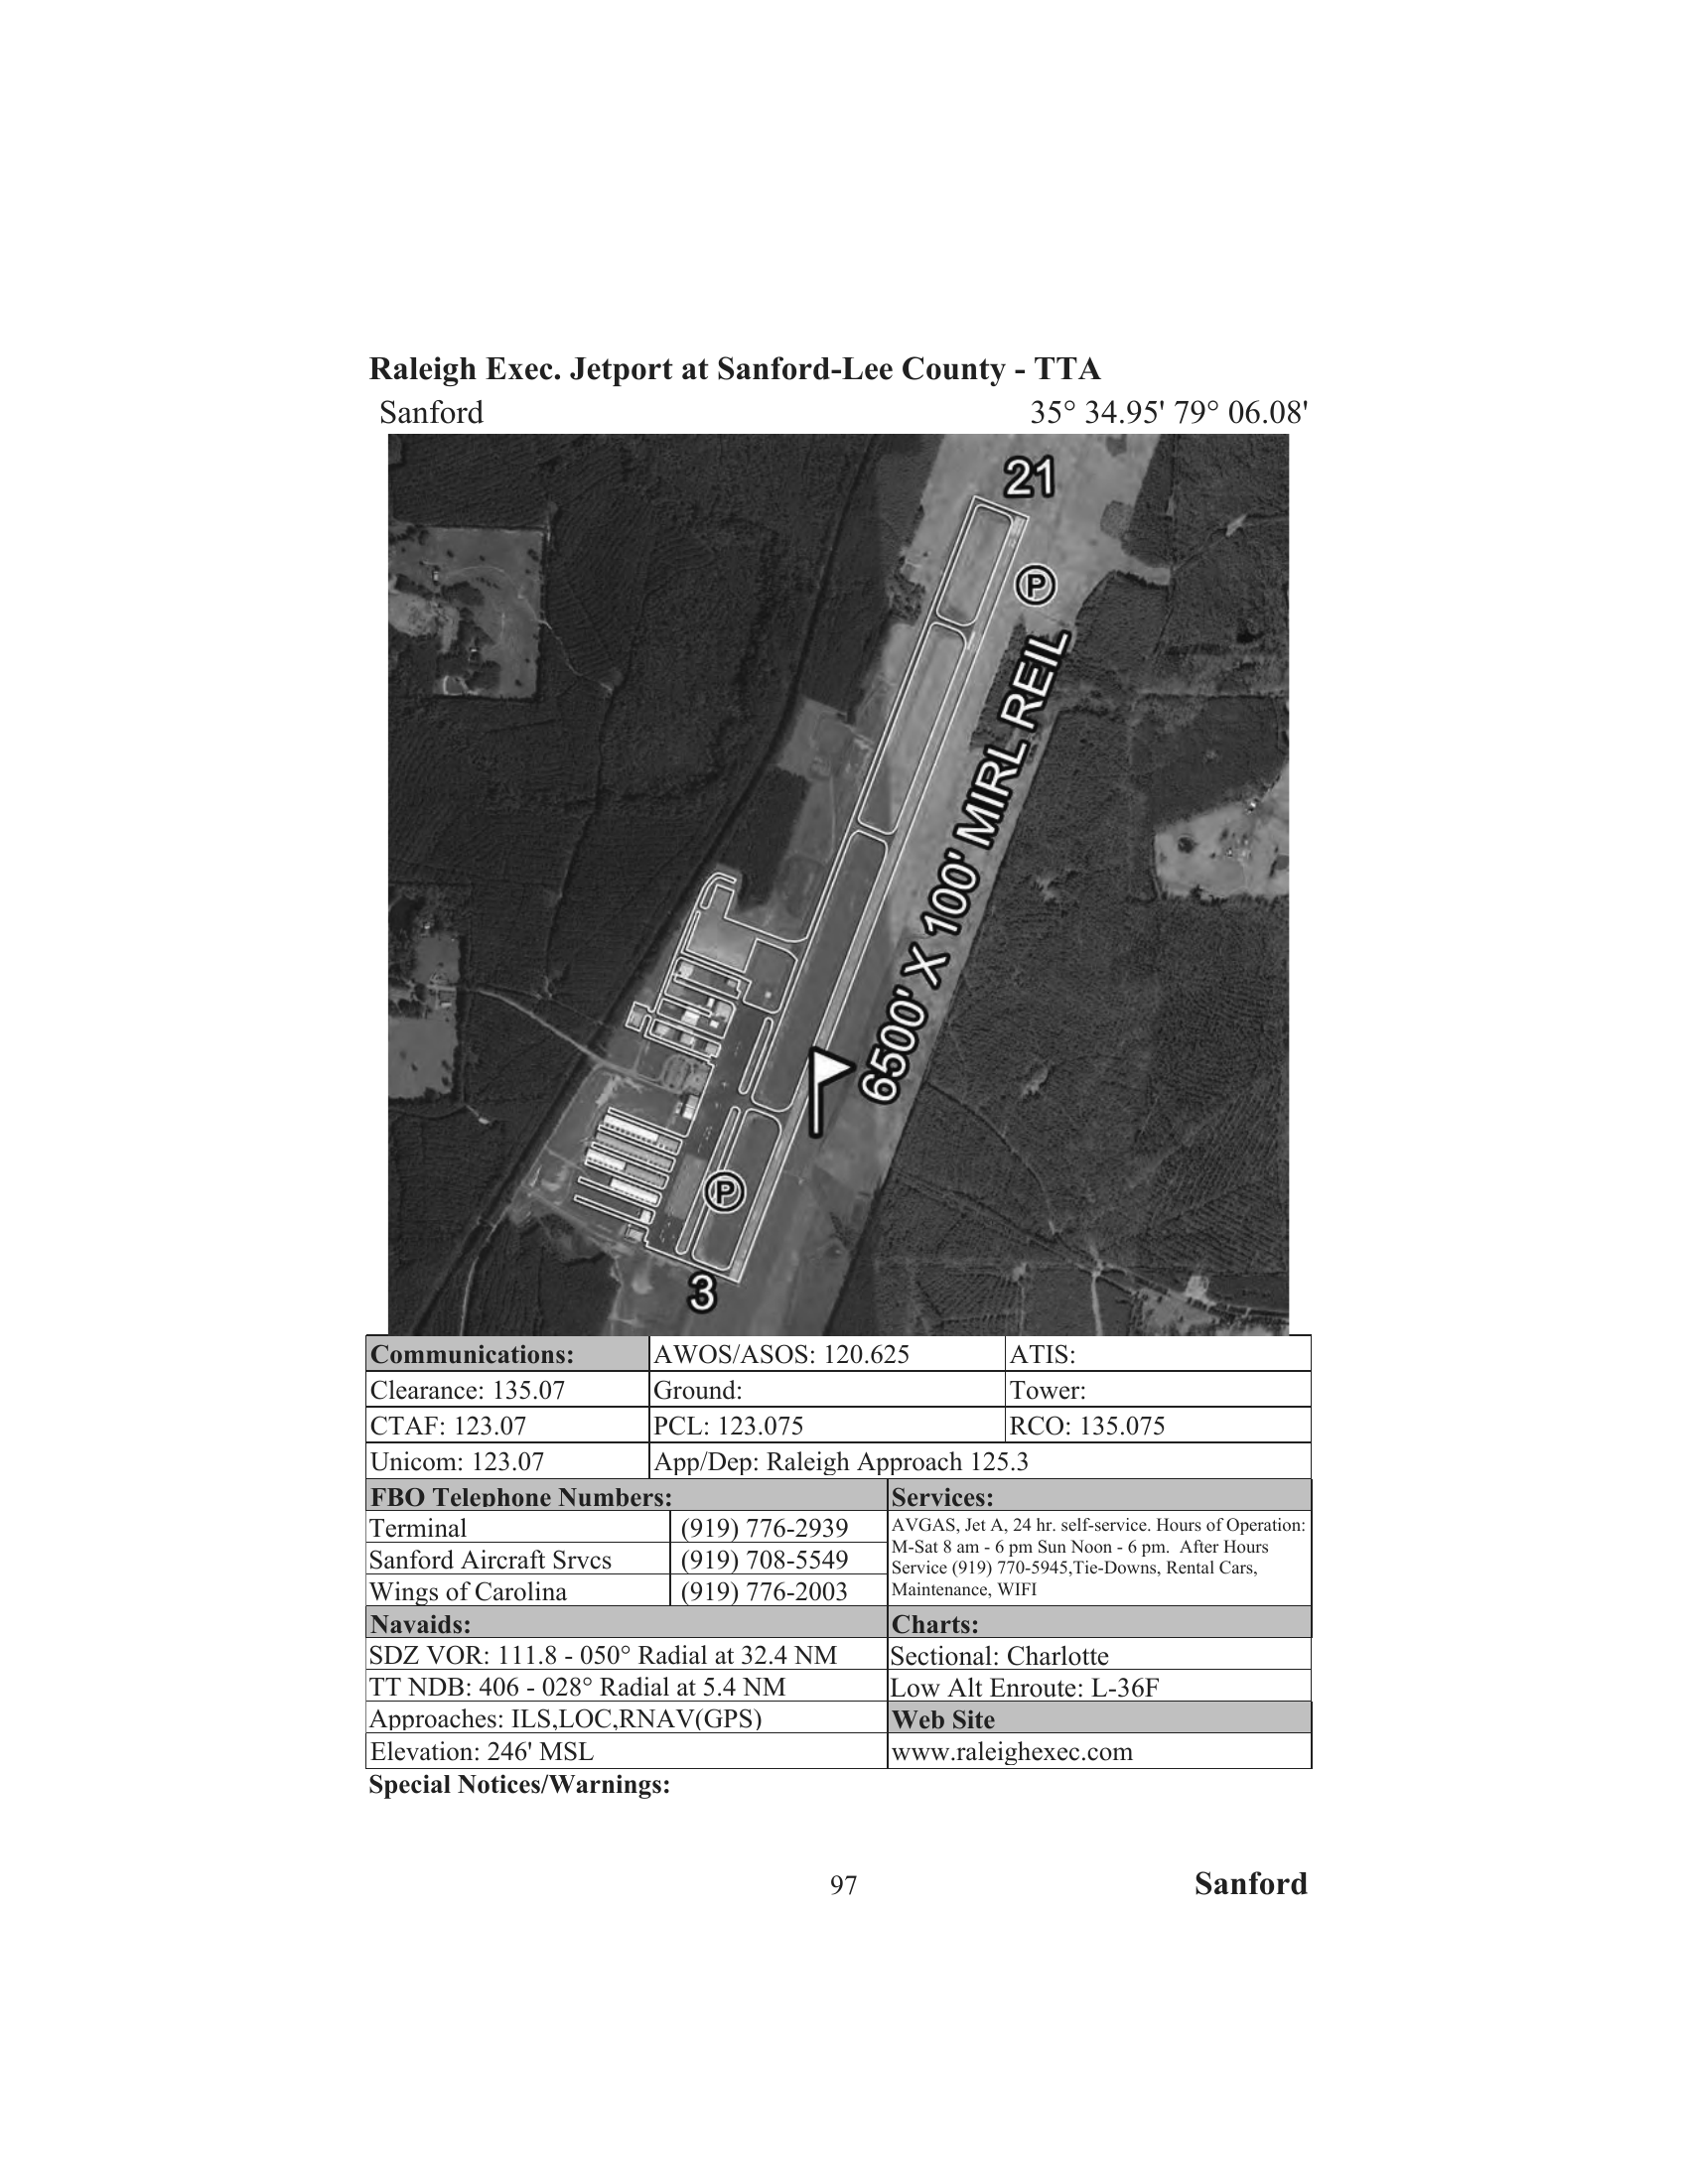 Raleigh Exec. Jetport at Sanford-Lee County - TTA
Sanford 35° 34.95' 79° 06.08'
21
P
6500' X 100' MIRL REIL
P
3
Communications: AWOS/ASOS: 120.625 ATIS:
Clearance: 135.07 Ground: Tower:
CTAF: 123.07 PCL: 123.075 RCO: 135.075
Unicom: 123.07 App/Dep: Raleigh Approach 125.3
FBO Telephone Numbers: Services:
Terminal (919) 776-2939
Sanford Aircraft Srvcs (919) 708-5549
Wings of Carolina (919) 776-2003
AVGAS, Jet A, 24 hr. self-service. Hours of Operation:
M-Sat 8 am - 6 pm Sun Noon - 6 pm. After Hours
Service (919) 770-5945,Tie-Downs, Rental Cars,
Maintenance, WIFI
Navaids: Charts:
SDZ VOR: 111.8 - 050° Radial at 32.4 NM Sectional: Charlotte
TT NDB: 406 - 028° Radial at 5.4 NM Low Alt Enroute: L-36F
Approaches: ILS,LOC,RNAV(GPS) Web Site
Elevation: 246' MSL www.raleighexec.com
Special Notices/Warnings:
97 Sanford